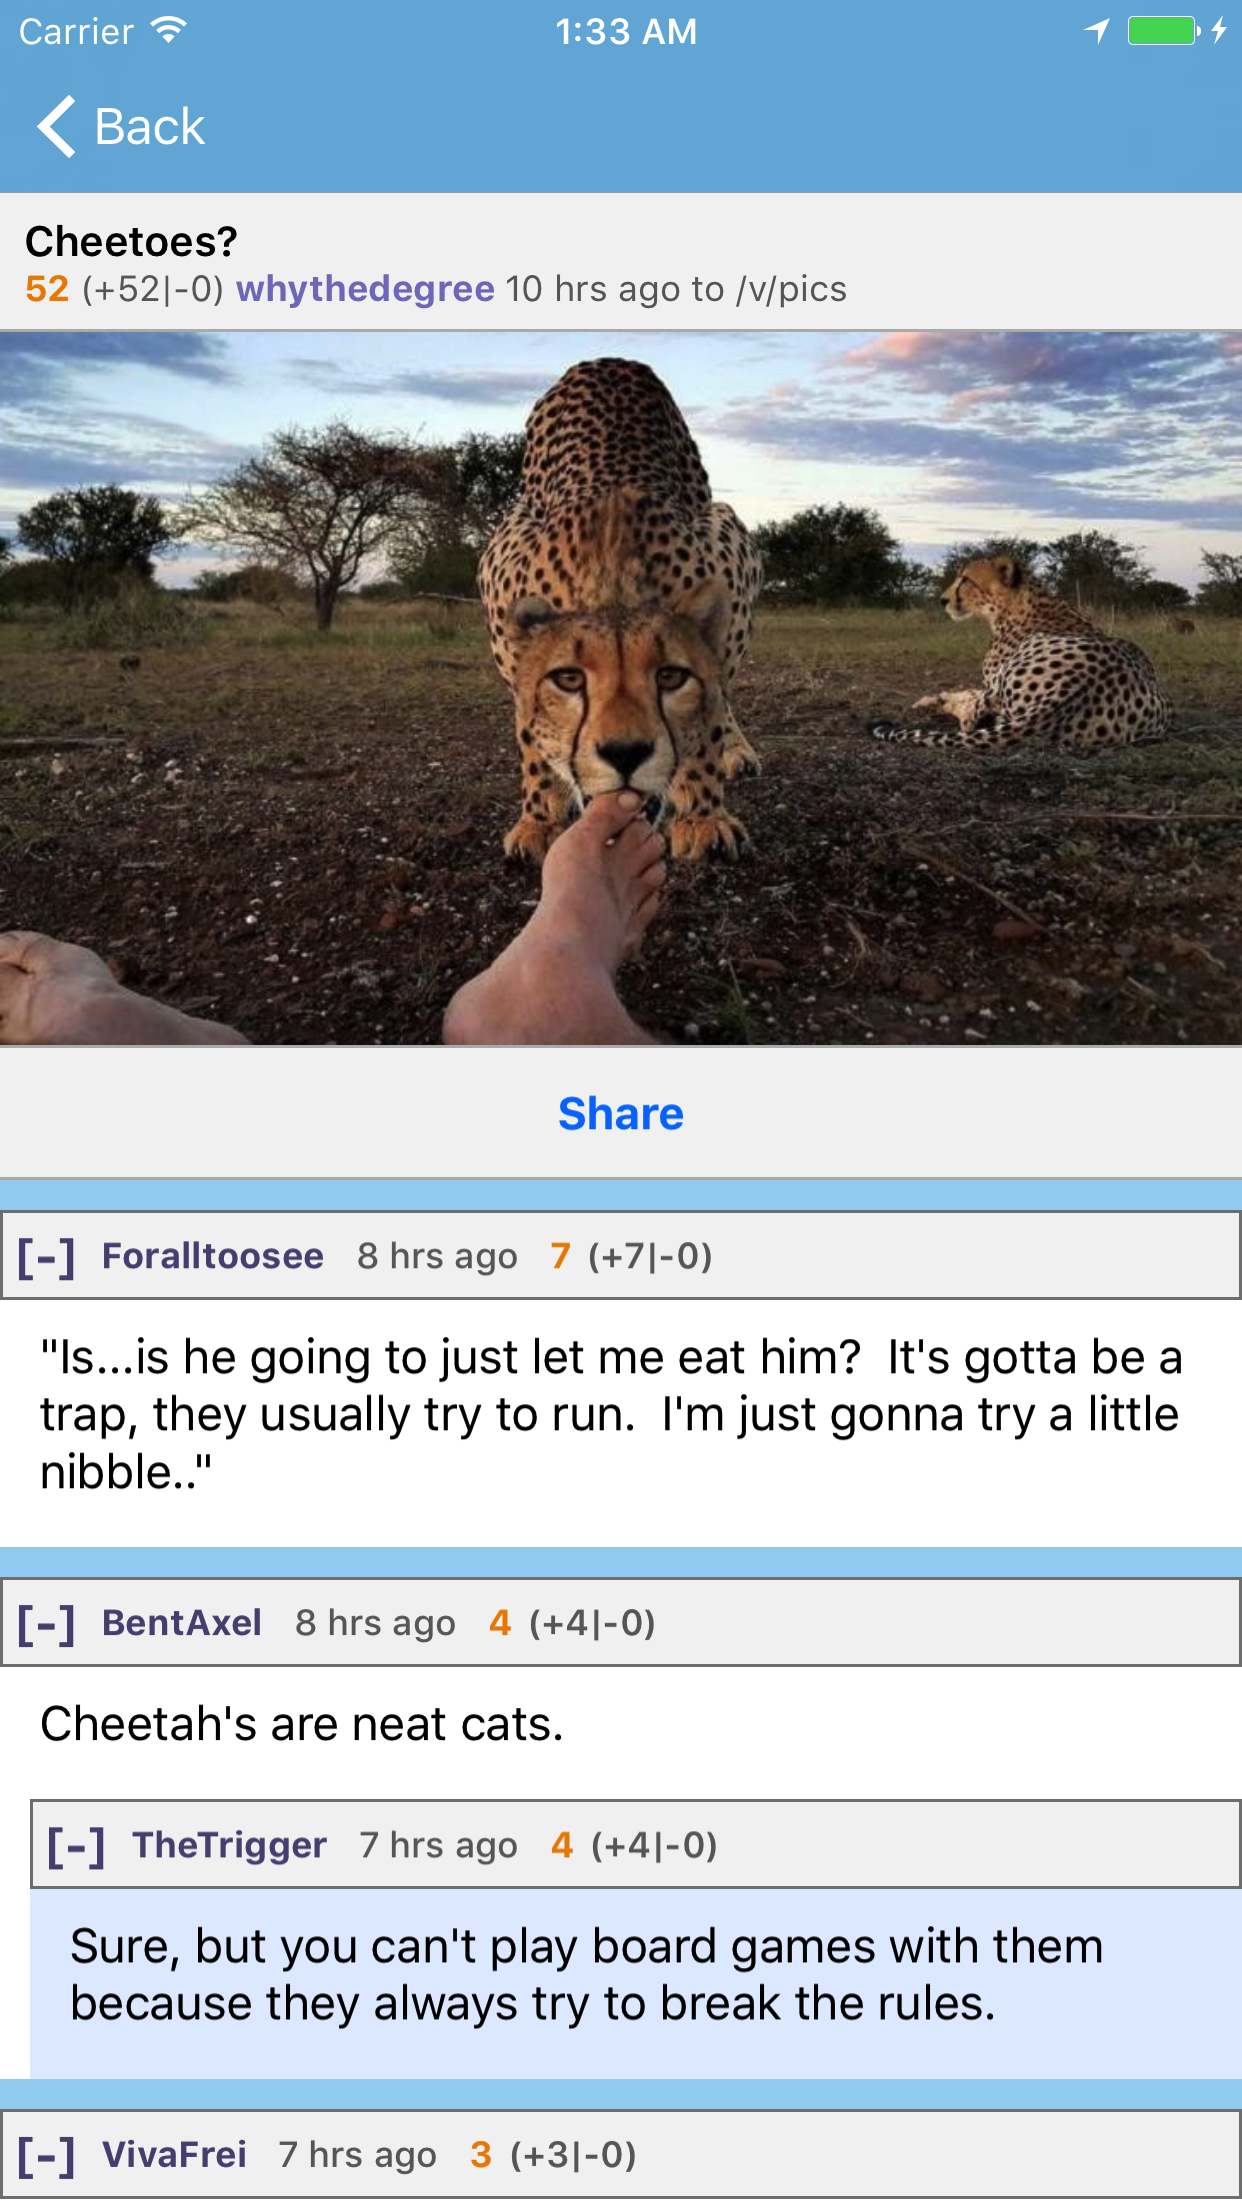 Carrier 1:33 AM
Back
Cheetoes?
52 (+52|-0) whythedegree 10 hrs ago to /v/pics
Share
[-] Foralltoosee 8 hrs ago 7 (+7|-0)
"Is...is he going to just let me eat him?  It's gotta be a
trap, they usually try to run.  I'm just gonna try a little
nibble.."
[-] BentAxel 8 hrs ago 4 (+4|-0)
Cheetah's are neat cats.
[-] TheTrigger 7 hrs ago 4 (+4|-0)
Sure, but you can't play board games with them
because they always try to break the rules.
[-] VivaFrei 7 hrs ago 3 (+3|-0)